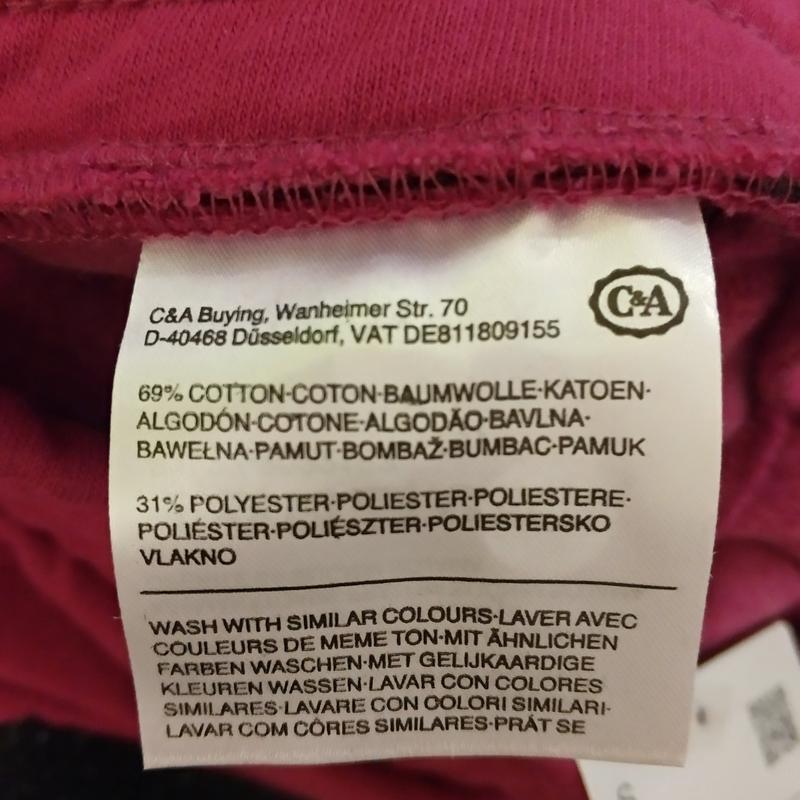 C&A Buying, Wanheimer Str. 70
D-40468 Düsseldorf, VAT DE811809155
C&A
69% COTTON·COTON·BAUMWOLLE·KATOEN·
ALGODÓN·COTONE·ALGODÃO·BAVLNA·
BAWEŁNA·PAMUT·BOMBAŽ·BUMBAC·PAMUK
31% POLYESTER·POLIESTER·POLIESTERE·
POLIÉSTER·POLIÉSZTER·POLIESTERSKO
VLAKNO
WASH WITH SIMILAR COLOURS·LAVER AVEC
COULEURS DE MEME TON·MIT ÄHNLICHEN
FARBEN WASCHEN·MET GELIJKAARDIGE
KLEUREN WASSEN·LAVAR CON COLORES
SIMILARES·LAVARE CON COLORI SIMILARI·
LAVAR COM CÔRES SIMILARES·PRÁT SE